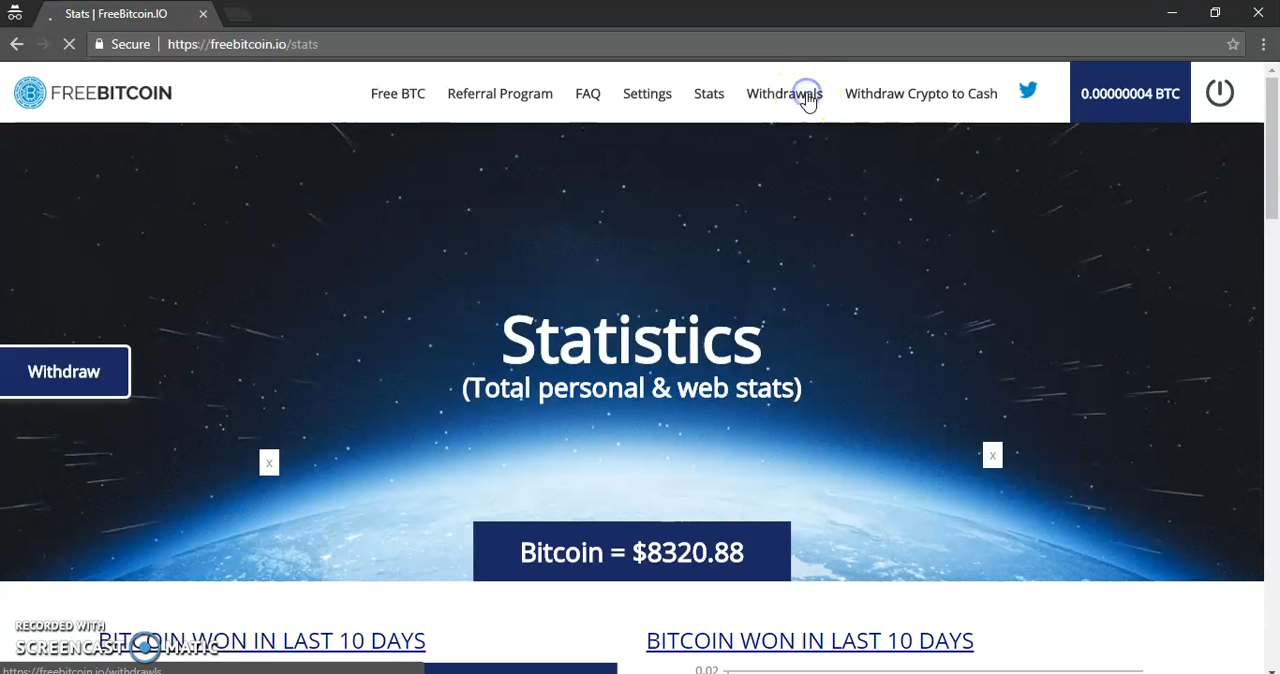 Stats | FreeBitcoin.IO
Secure | https://freebitcoin.io/stats
FREEBITCOIN
Free BTC
Referral Program
FAQ
Settings
Stats
Withdrawals
Withdraw Crypto to Cash
0.00000004 BTC
Statistics
(Total personal & web stats)
Withdraw
x
x
Bitcoin = $8320.88
RECORDED WITH
SCREENCAST MATIC
BITCOIN WON IN LAST 10 DAYS
BITCOIN WON IN LAST 10 DAYS
0.02
https://freebitcoin.io/withdrawls